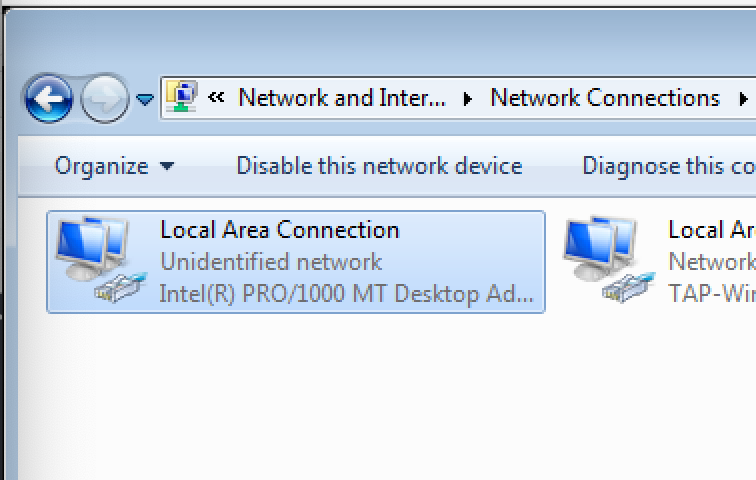 « Network and Inter... Network Connections
Organize Disable this network device Diagnose this co
Local Area Connection
Unidentified network
Intel(R) PRO/1000 MT Desktop Ad...
Local Ar
Network
TAP-Win